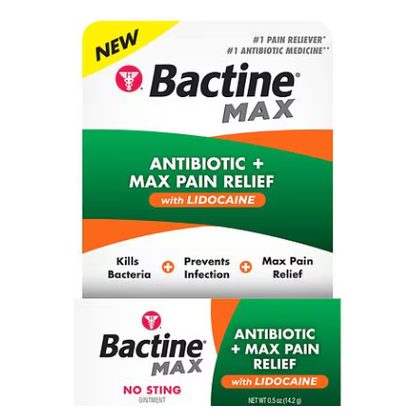 NEW
#1 PAIN RELIEVER*
#1 ANTIBIOTIC MEDICINE**
Bactine®
MAX
ANTIBIOTIC +
MAX PAIN RELIEF
with LIDOCAINE
Kills
Bacteria
+
Prevents
Infection
+
Max Pain
Relief
Bactine®
MAX
NO STING
OINTMENT
ANTIBIOTIC
+ MAX PAIN
RELIEF
with LIDOCAINE
NET WT 0.5 oz (14.2 g)